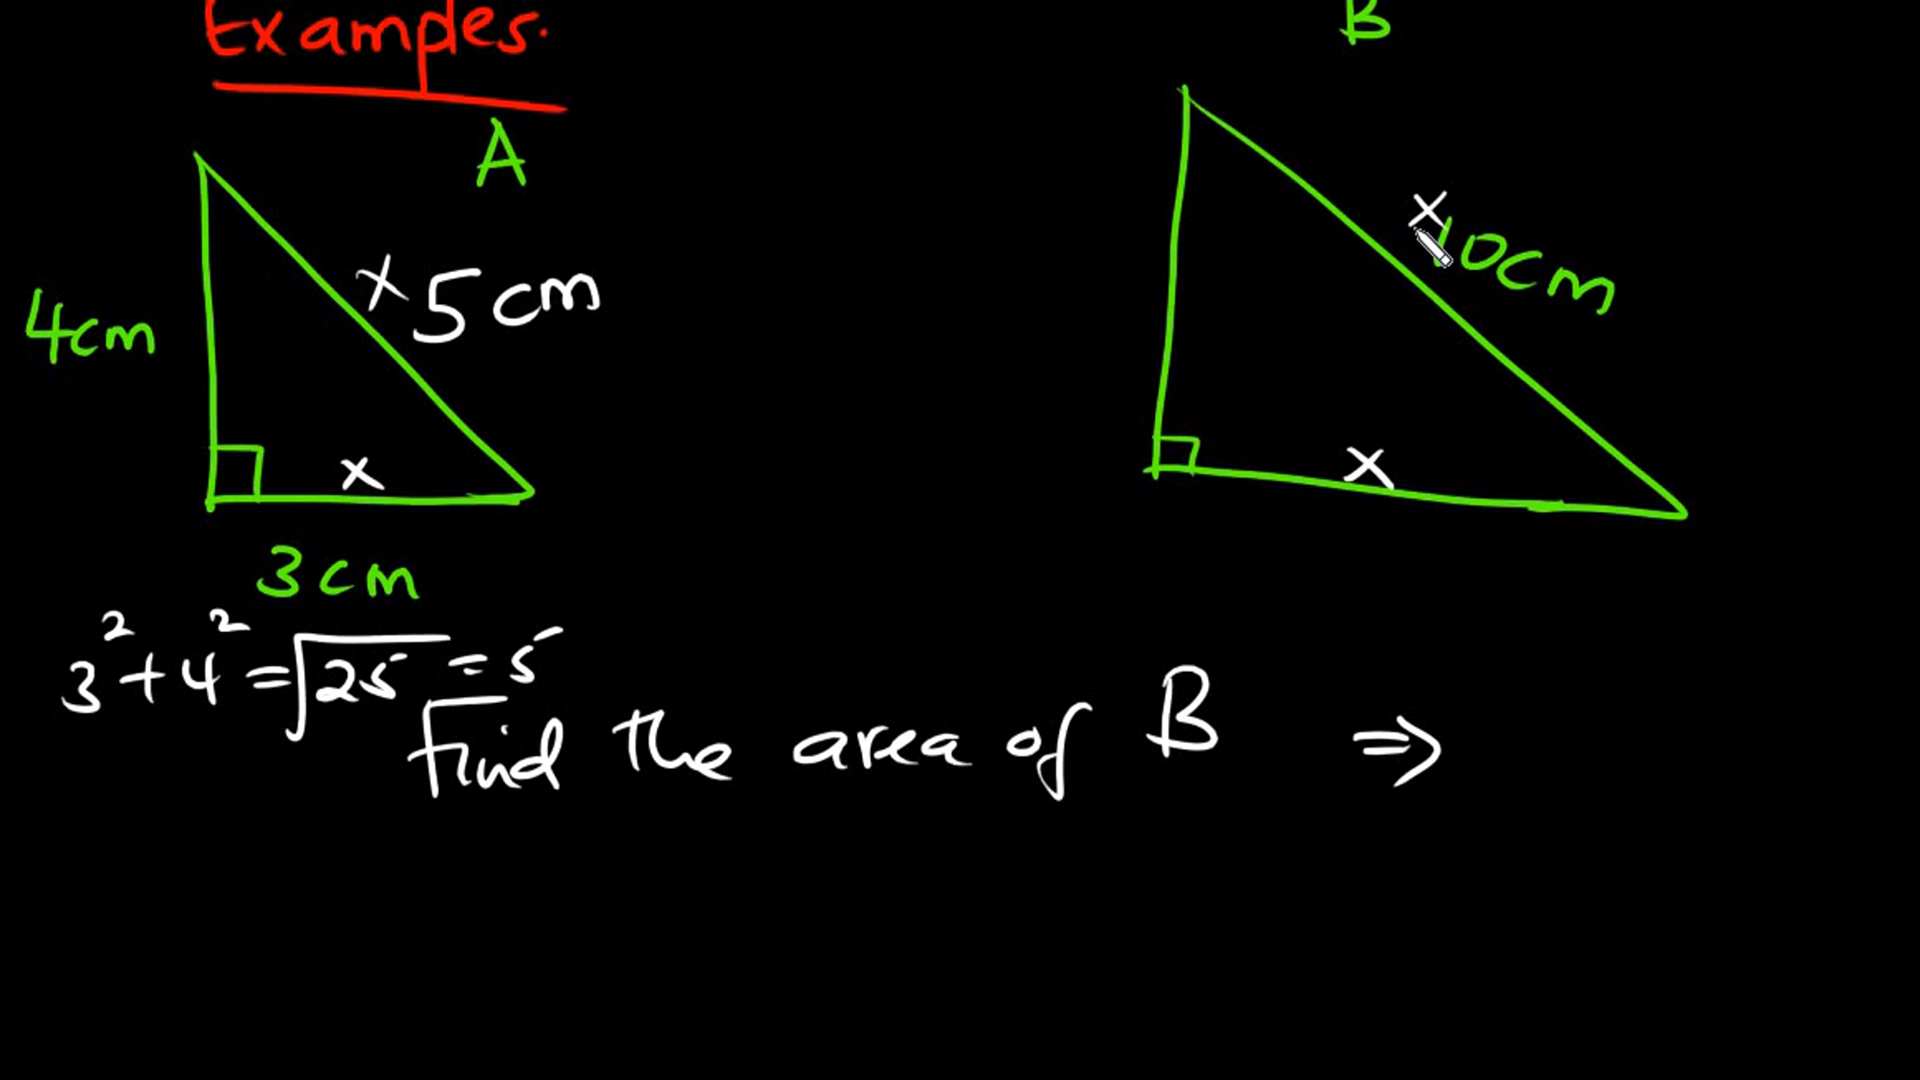 Examples.
A
B
4cm
x 5cm
x
3cm
x 10cm
x
3² + 4² = √25 = 5
Find the area of B ⇒